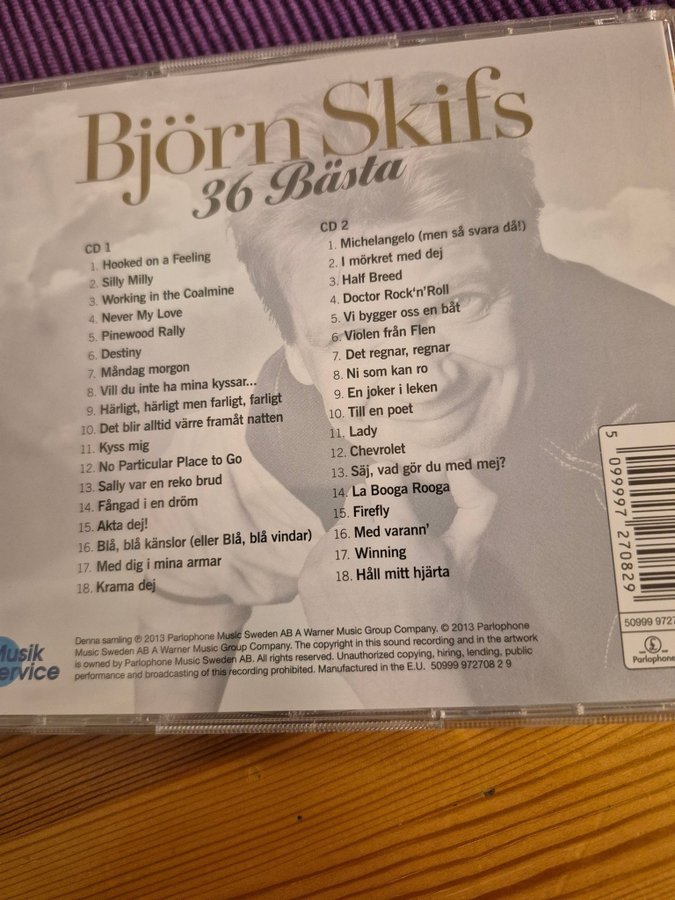 Björn Skifs
36 Bästa
CD 1
1. Hooked on a Feeling
2. Silly Milly
3. Working in the Coalmine
4. Never My Love
5. Pinewood Rally
6. Destiny
7. Måndag morgon
8. Vill du inte ha mina kyssar...
9. Härligt, härligt men farligt, farligt
10. Det blir alltid värre framåt natten
11. Kyss mig
12. No Particular Place to Go
13. Sally var en reko brud
14. Fångad i en dröm
15. Akta dej!
16. Blå, blå känslor (eller Blå, blå vindar)
17. Med dig i mina armar
18. Krama dej
CD 2
1. Michelangelo (men så svara då!)
2. I mörkret med dej
3. Half Breed
4. Doctor Rock‘n’Roll
5. Vi bygger oss en båt
6. Violen från Flen
7. Det regnar, regnar
8. Ni som kan ro
9. En joker i leken
10. Till en poet
11. Lady
12. Chevrolet
13. Säj, vad gör du med mej?
14. La Booga Rooga
15. Firefly
16. Med varann’
17. Winning
18. Håll mitt hjärta
5 099997 270829
50999 9727
Parlophone
Musik
Service
Denna samling ℗ 2013 Parlophone Music Sweden AB A Warner Music Group Company. © 2013 Parlophone
Music Sweden AB A Warner Music Group Company. The copyright in this sound recording and in the artwork
is owned by Parlophone Music Sweden AB. All rights reserved. Unauthorized copying, hiring, lending, public
performance and broadcasting of this recording prohibited. Manufactured in the E.U. 50999 972708 2 9